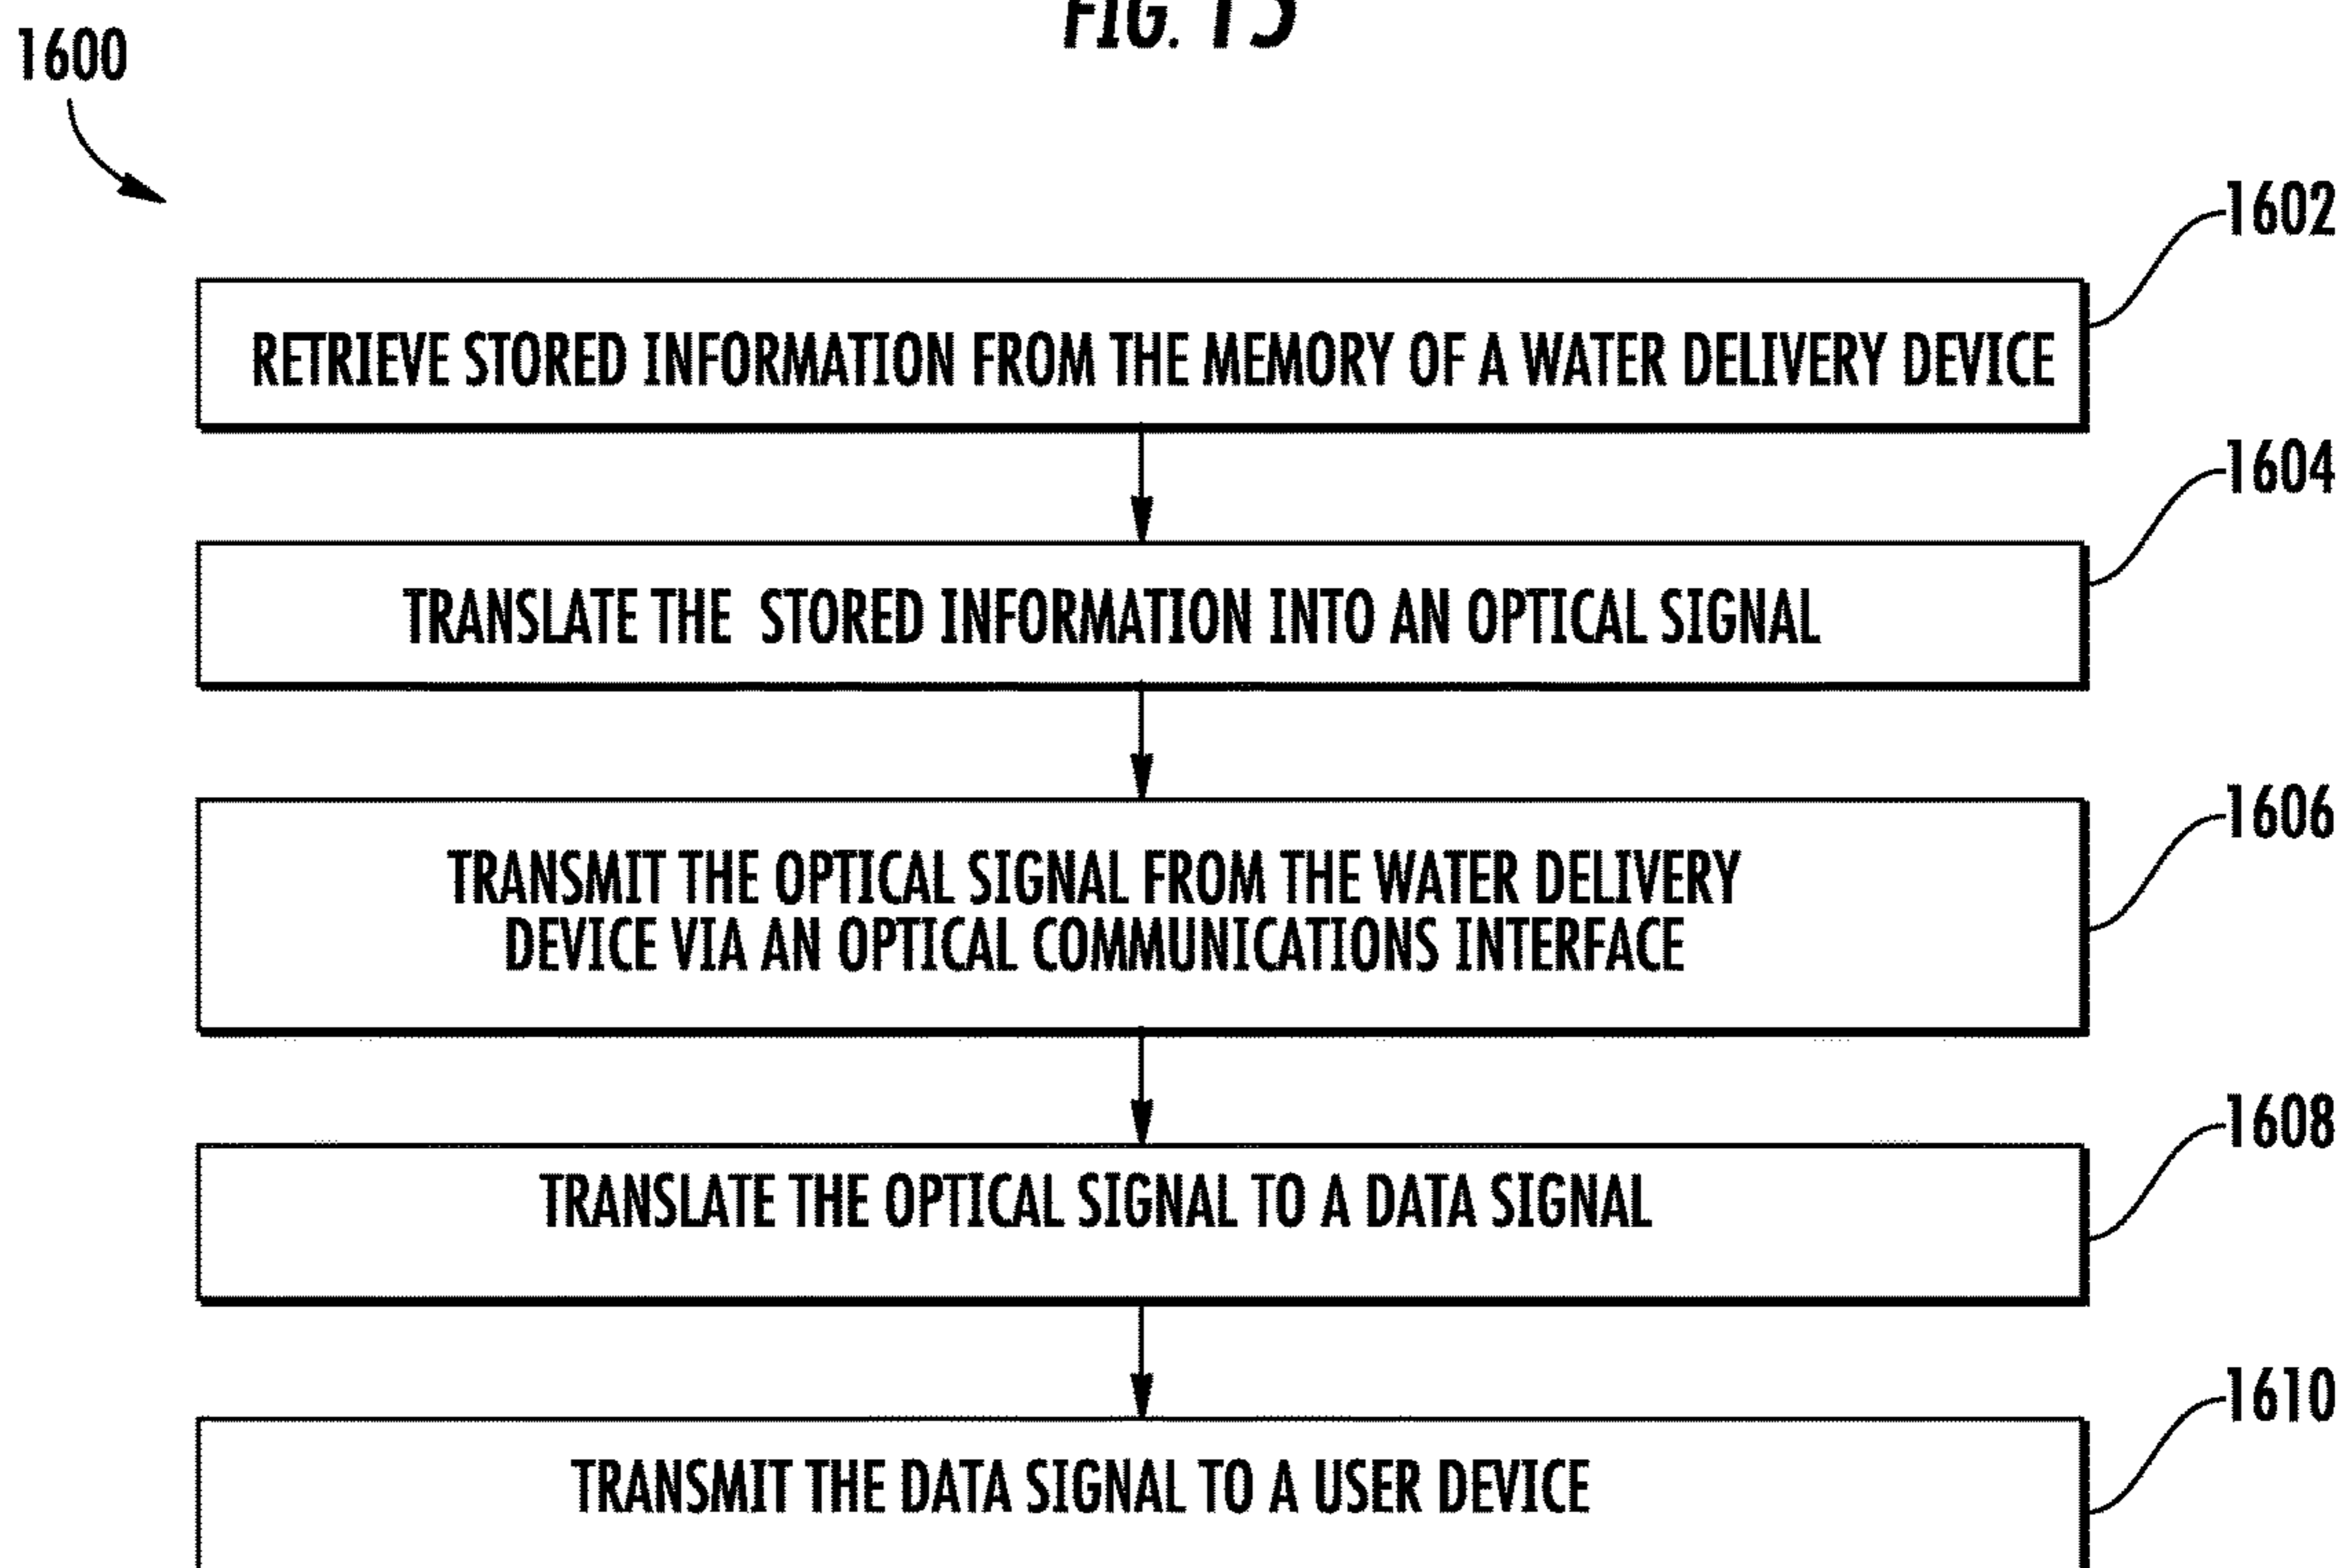 FIG. 15
1600
1602
RETRIEVE STORED INFORMATION FROM THE MEMORY OF A WATER DELIVERY DEVICE
1604
TRANSLATE THE STORED INFORMATION INTO AN OPTICAL SIGNAL
1606
TRANSMIT THE OPTICAL SIGNAL FROM THE WATER DELIVERY
DEVICE VIA AN OPTICAL COMMUNICATIONS INTERFACE
1608
TRANSLATE THE OPTICAL SIGNAL TO A DATA SIGNAL
1610
TRANSMIT THE DATA SIGNAL TO A USER DEVICE